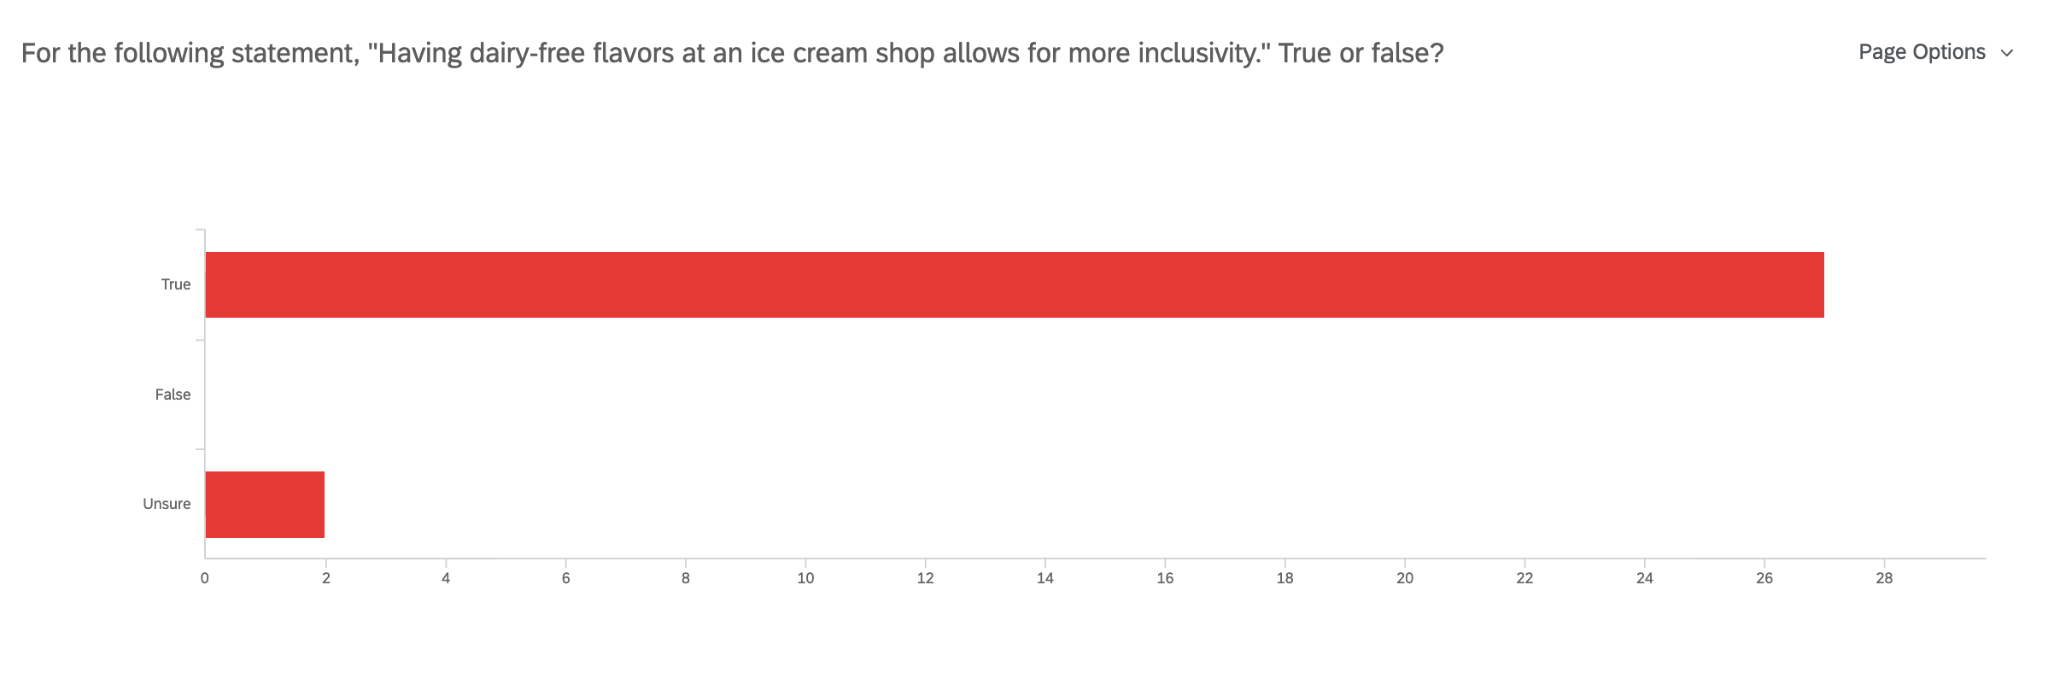 For the following statement, "Having dairy-free flavors at an ice cream shop allows for more inclusivity." True or false?
Page Options
True
False
Unsure
0 2 4 6 8 10 12 14 16 18 20 22 24 26 28